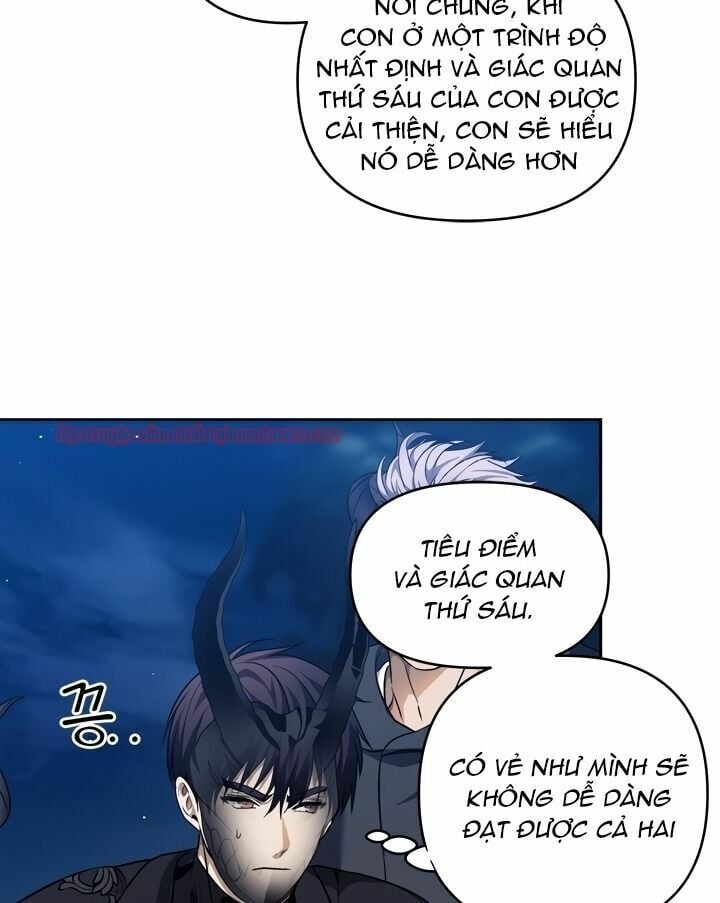 NÓI CHUNG, KHI
CON Ở MỘT TRÌNH ĐỘ
NHẤT ĐỊNH VÀ GIÁC QUAN
THỨ SÁU CỦA CON ĐƯỢC
CẢI THIỆN, CON SẼ HIỂU
NÓ DỄ DÀNG HƠN
TIÊU ĐIỂM
VÀ GIÁC QUAN
THỨ SÁU.
끙..
CÓ VẺ NHƯ MÌNH SẼ
KHÔNG DỄ DÀNG
ĐẠT ĐƯỢC CẢ HAI